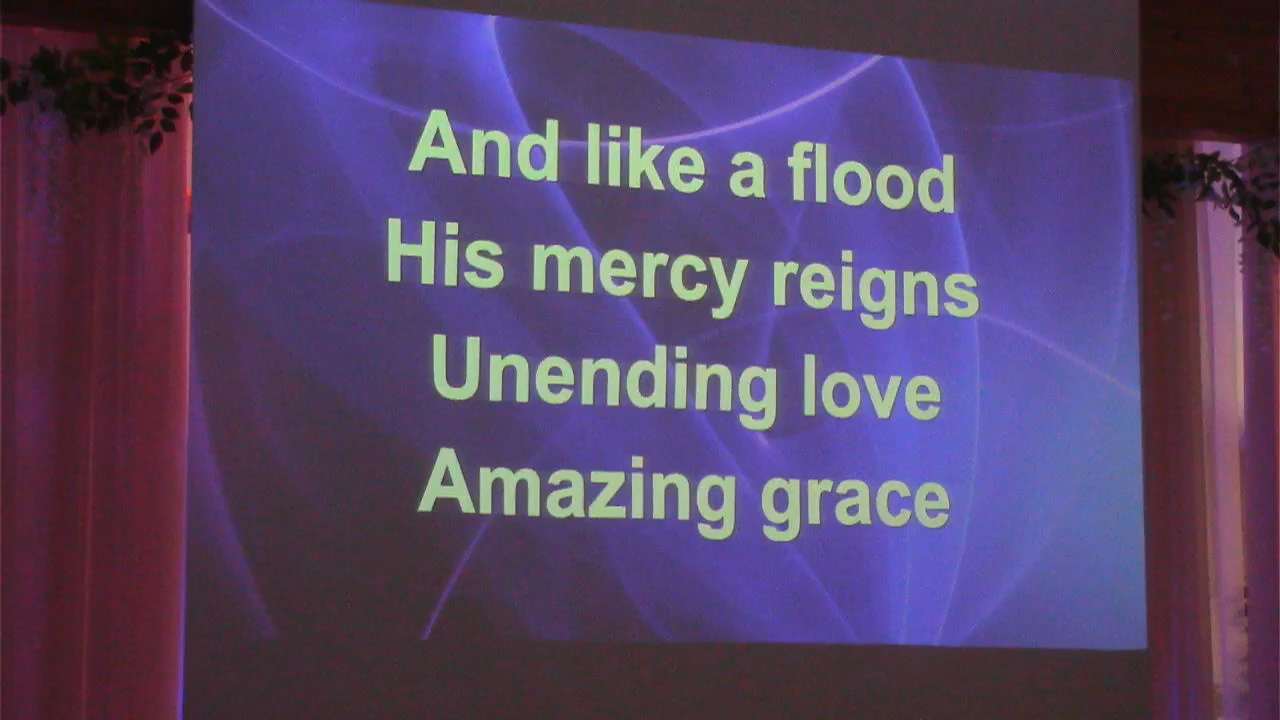 And like a flood
His mercy reigns
Unending love
Amazing grace